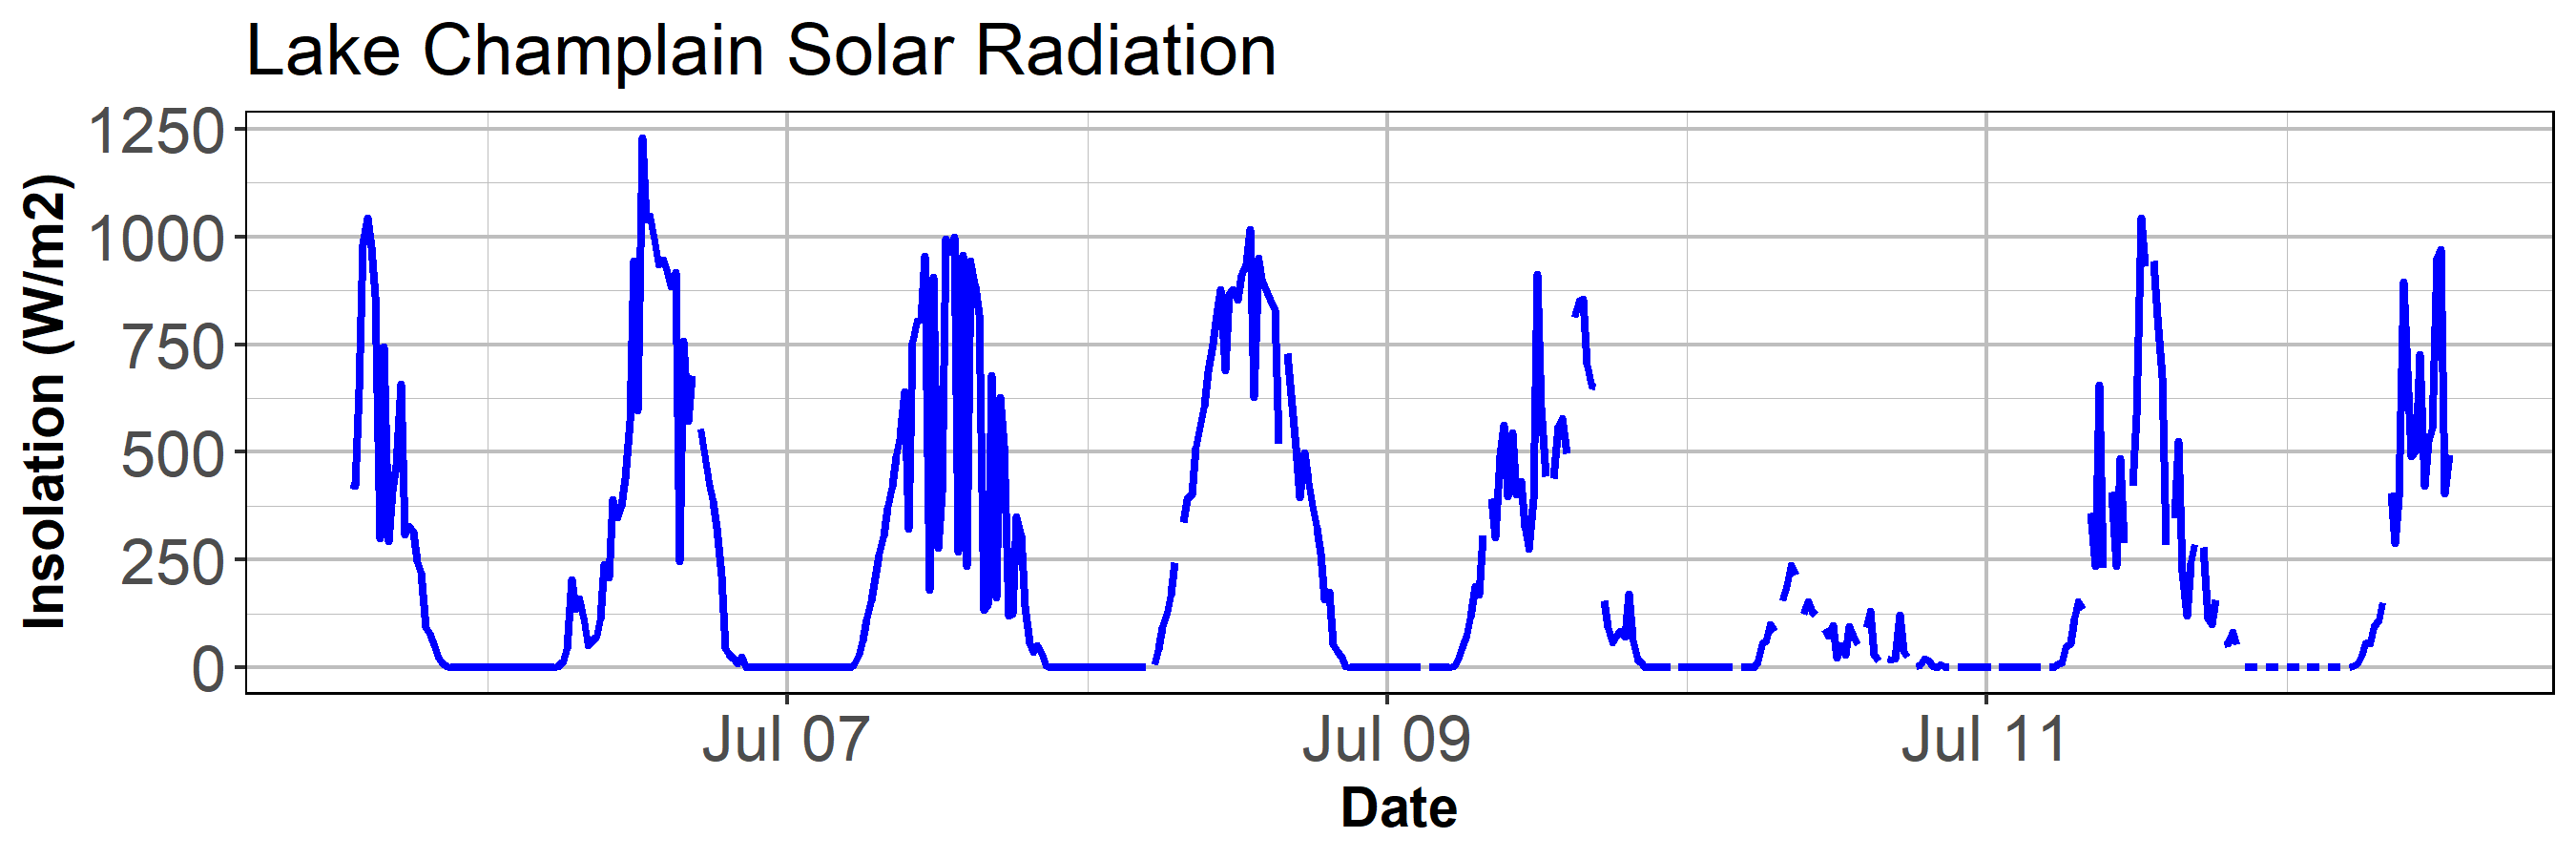 Lake Champlain Solar Radiation
Insolation (W/m2)
1250
1000
750
500
250
0
Jul 07
Jul 09
Jul 11
Date